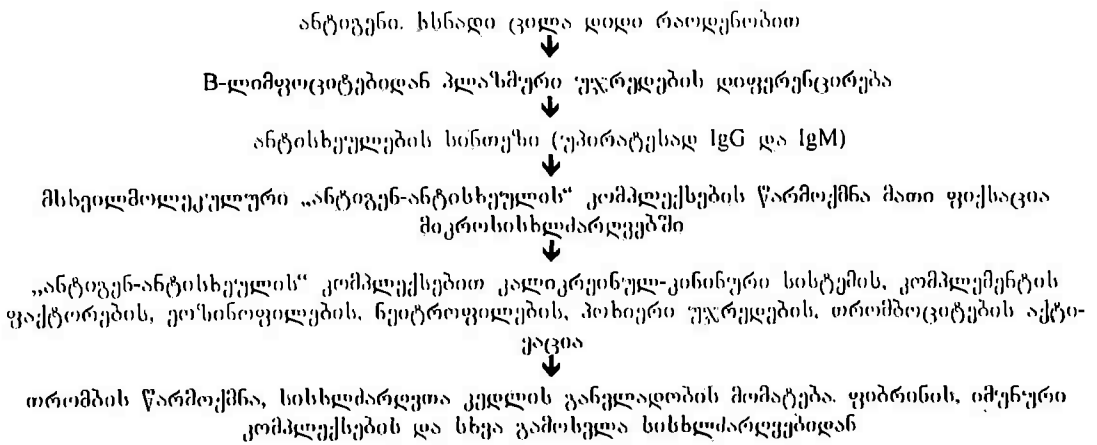 ანტიგენი. ხსნადი ცილა დიდი რაოდენობით
B-ლიმფოციტებიდან პლაზმური უჯრედების დიფერენცირება
ანტისხეულების სინთეზი (უპირატესად IgG და IgM)
მსხვილმოლეკულური „ანტიგენ-ანტისხეულის“ კომპლექსების წარმოქმნა მათი ფიქსაცია
მიკროსისხლძარღვებში
„ანტიგენ-ანტისხეულის“ კომპლექსებით კალიკრეინულ-კინინური სისტემის, კომპლემენტის
ფაქტორების, ეოზინოფილების, ნეიტროფილების, პოხიერი უჯრედების, თრომბოციტების აქტი-
ვაცია
თრომბის წარმოქმნა, სისხლძარღვთა კედლის განვლადობის მომატება. ფიბრინის, იმუნური
კომპლექსების და სხვა გამოსვლა სისხლძარღვებიდან